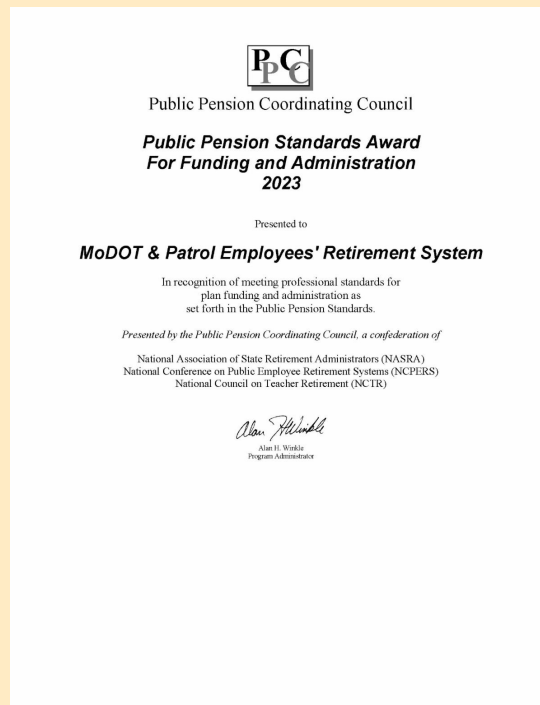 PPCC
Public Pension Coordinating Council
Public Pension Standards Award
For Funding and Administration
2023
Presented to
MoDOT & Patrol Employees' Retirement System
In recognition of meeting professional standards for
plan funding and administration as
set forth in the Public Pension Standards.
Presented by the Public Pension Coordinating Council, a confederation of
National Association of State Retirement Administrators (NASRA)
National Conference on Public Employee Retirement Systems (NCPERS)
National Council on Teacher Retirement (NCTR)
Alan H Winkle
Alan H. Winkle
Program Administrator